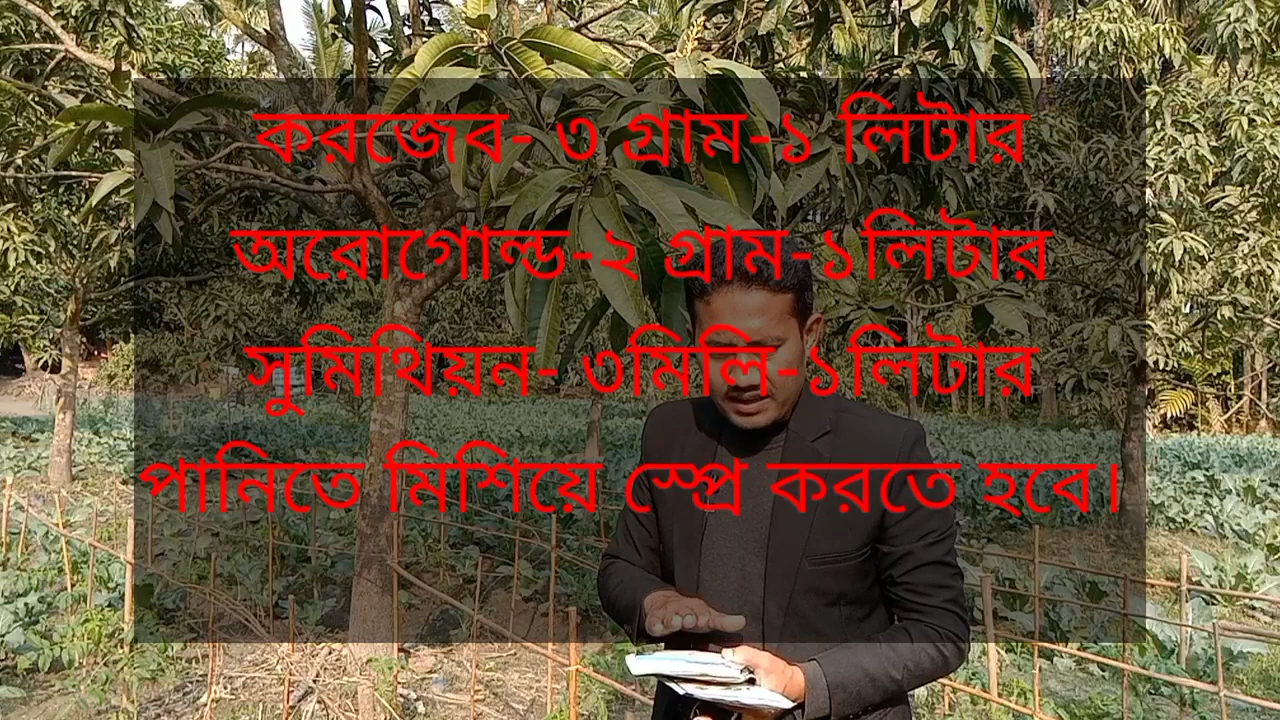 করজেব- ৩ গ্রাম-১ লিটার
অরোগোল্ড-২ গ্রাম-১লিটার
সুমিথিয়ন- ৩মিলি-১লিটার
পানিতে মিশিয়ে স্প্রে করতে হবে।